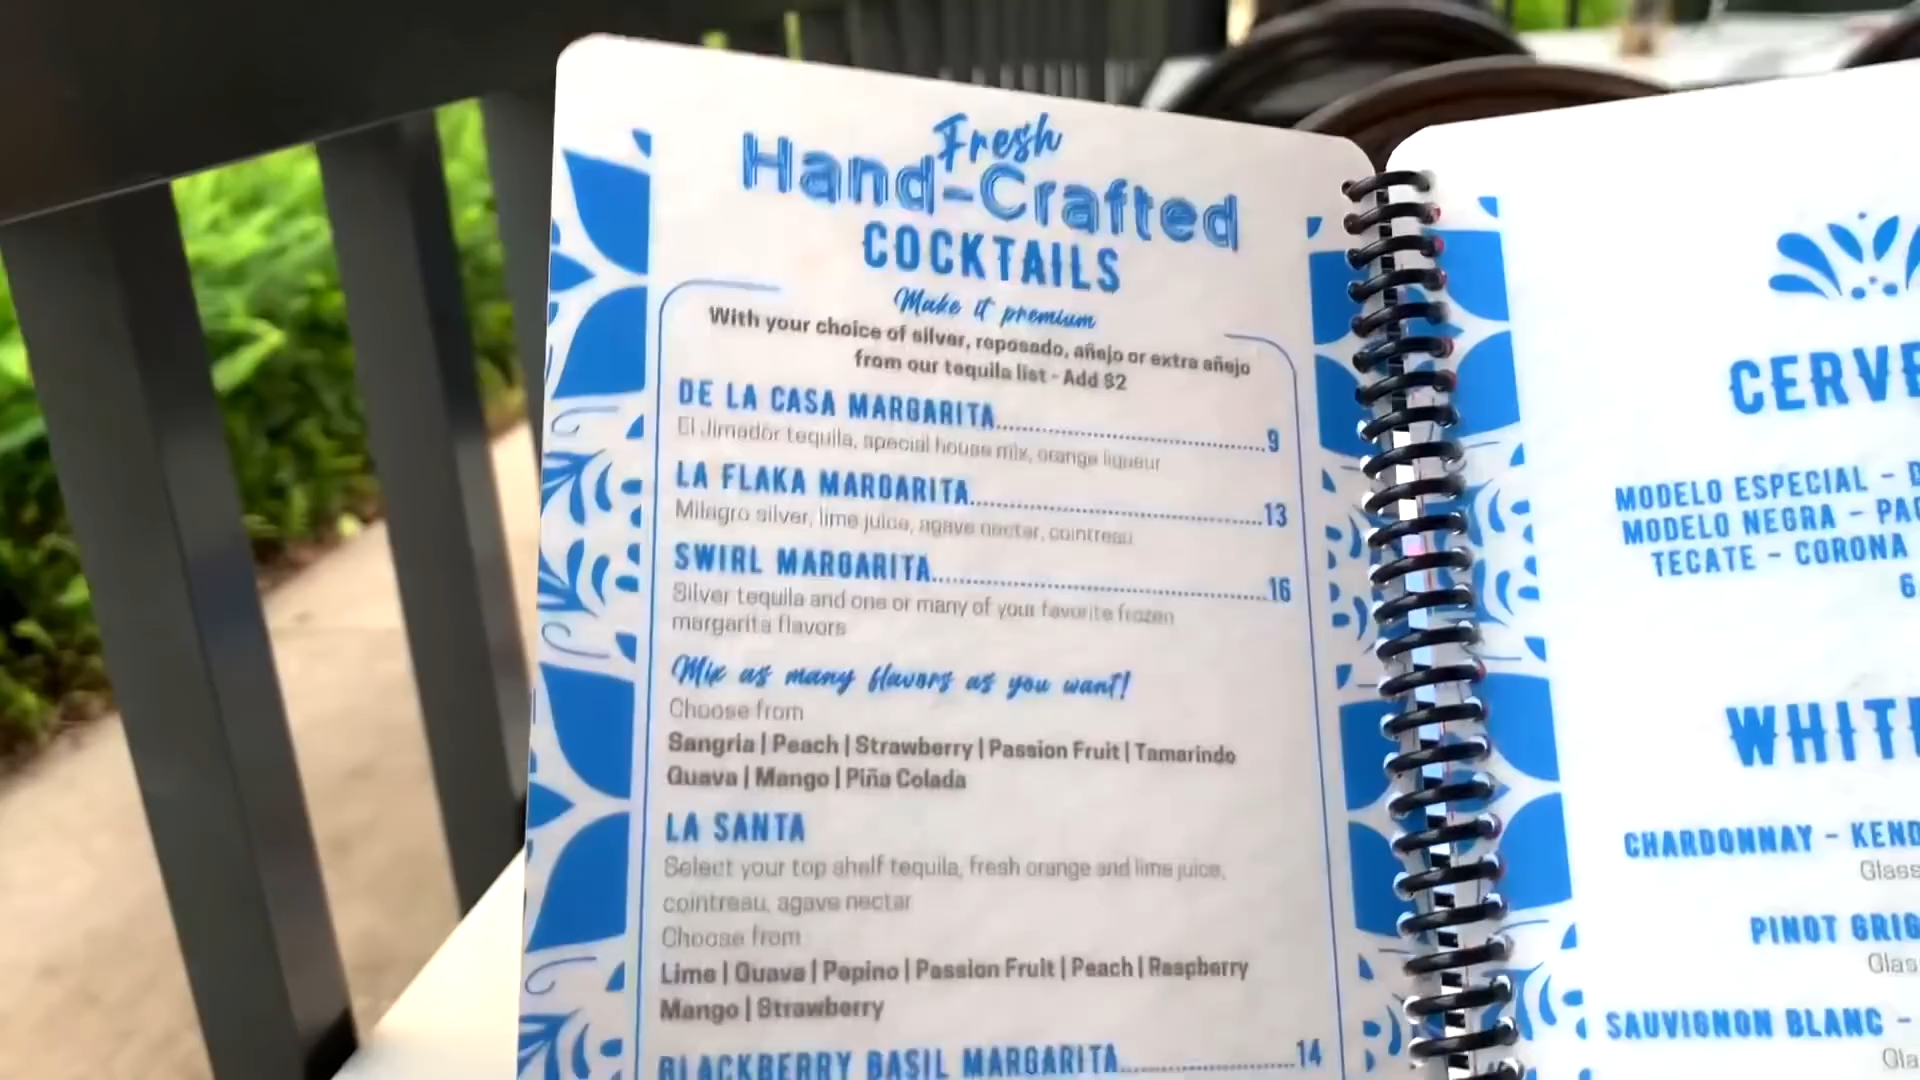 Fresh
Hand-Crafted
COCKTAILS
Make it premium
With your choice of silver, reposado, añejo or extra añejo
from our tequila list - Add $2
DE LA CASA MARGARITA 9
El Jimador tequila, special house mix, orange liqueur
LA FLAKA MARGARITA 13
Milagro silver, lime juice, agave nectar, cointreau
SWIRL MARGARITA 16
Silver tequila and one or many of your favorite frozen
margarita flavors
Mix as many flavors as you want!
Choose from
Sangria | Peach | Strawberry | Passion Fruit | Tamarindo
Guava | Mango | Piña Colada
LA SANTA
Select your top shelf tequila, fresh orange and lime juice,
cointreau, agave nectar
Choose from
Lime | Guava | Pepino | Passion Fruit | Peach | Raspberry
Mango | Strawberry
BLACKBERRY BASIL MARGARITA 14
CERVE
MODELO ESPECIAL -
MODELO NEGRA -
TECATE - CORONA
6
WHIT
CHARDONNAY - KEND
Glass
PINOT GRIG
Glas
SAUVIGNON BLANC -
Gla